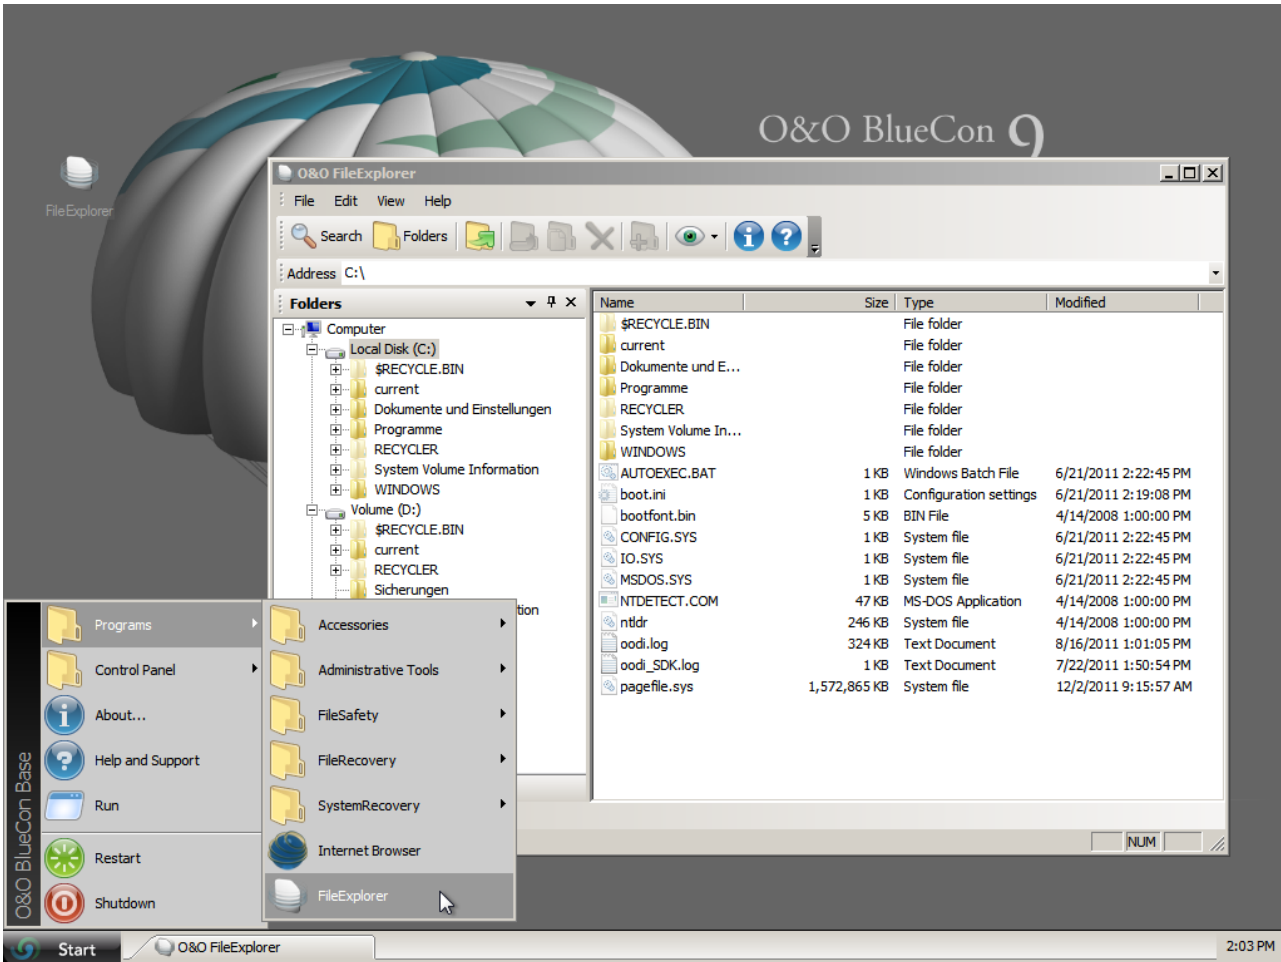 O&O BlueCon 9
FileExplorer
O&O FileExplorer
File Edit View Help
Search Folders
Address C:\
Folders
Computer
Local Disk (C:)
$RECYCLE.BIN
current
Dokumente und Einstellungen
Programme
RECYCLER
System Volume Information
WINDOWS
Volume (D:)
$RECYCLE.BIN
current
RECYCLER
Sicherungen
tion
Name Size Type Modified
$RECYCLE.BIN File folder
current File folder
Dokumente und E... File folder
Programme File folder
RECYCLER File folder
System Volume In... File folder
WINDOWS File folder
AUTOEXEC.BAT 1 KB Windows Batch File 6/21/2011 2:22:45 PM
boot.ini 1 KB Configuration settings 6/21/2011 2:19:08 PM
bootfont.bin 5 KB BIN File 4/14/2008 1:00:00 PM
CONFIG.SYS 1 KB System file 6/21/2011 2:22:45 PM
IO.SYS 1 KB System file 6/21/2011 2:22:45 PM
MSDOS.SYS 1 KB System file 6/21/2011 2:22:45 PM
NTDETECT.COM 47 KB MS-DOS Application 4/14/2008 1:00:00 PM
ntldr 246 KB System file 4/14/2008 1:00:00 PM
oodi.log 324 KB Text Document 8/16/2011 1:01:05 PM
oodi_SDK.log 1 KB Text Document 7/22/2011 1:50:54 PM
pagefile.sys 1,572,865 KB System file 12/2/2011 9:15:57 AM
NUM
O&O BlueCon Base
Programs
Control Panel
About...
Help and Support
Run
Restart
Shutdown
Accessories
Administrative Tools
FileSafety
FileRecovery
SystemRecovery
Internet Browser
FileExplorer
Start O&O FileExplorer 2:03 PM